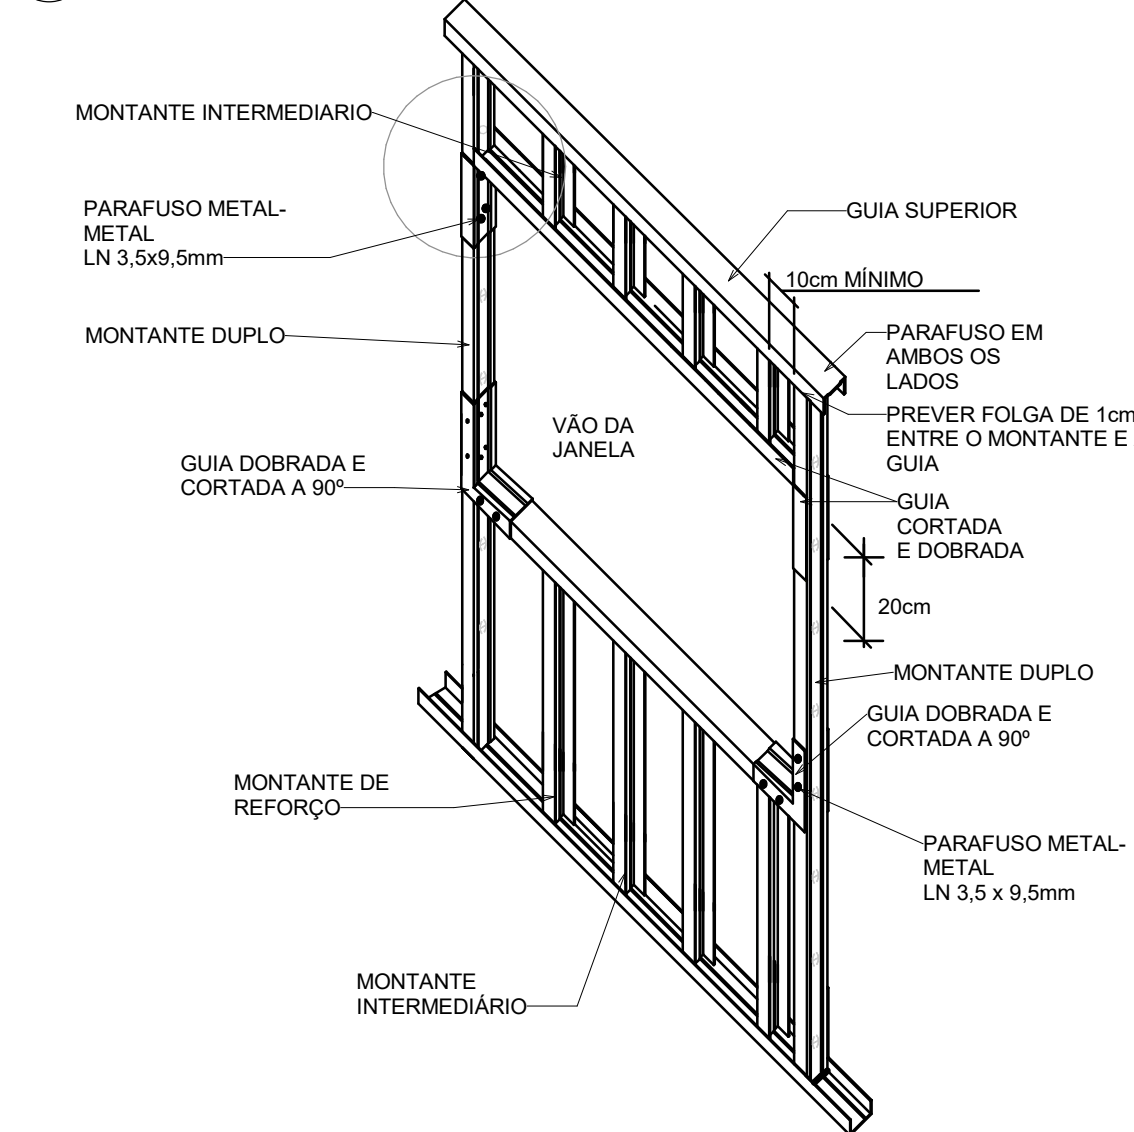 MONTANTE INTERMEDIARIO
PARAFUSO METAL-
METAL
LN 3,5x9,5mm
GUIA SUPERIOR
10cm MÍNIMO
MONTANTE DUPLO
PARAFUSO EM
AMBOS OS
LADOS
PREVER FOLGA DE 1cm
ENTRE O MONTANTE E
GUIA
VÃO DA
JANELA
GUIA DOBRADA E
CORTADA A 90º
GUIA
CORTADA
E DOBRADA
20cm
MONTANTE DUPLO
GUIA DOBRADA E
CORTADA A 90º
MONTANTE DE
REFORÇO
PARAFUSO METAL-
METAL
LN 3,5 x 9,5mm
MONTANTE
INTERMEDIÁRIO